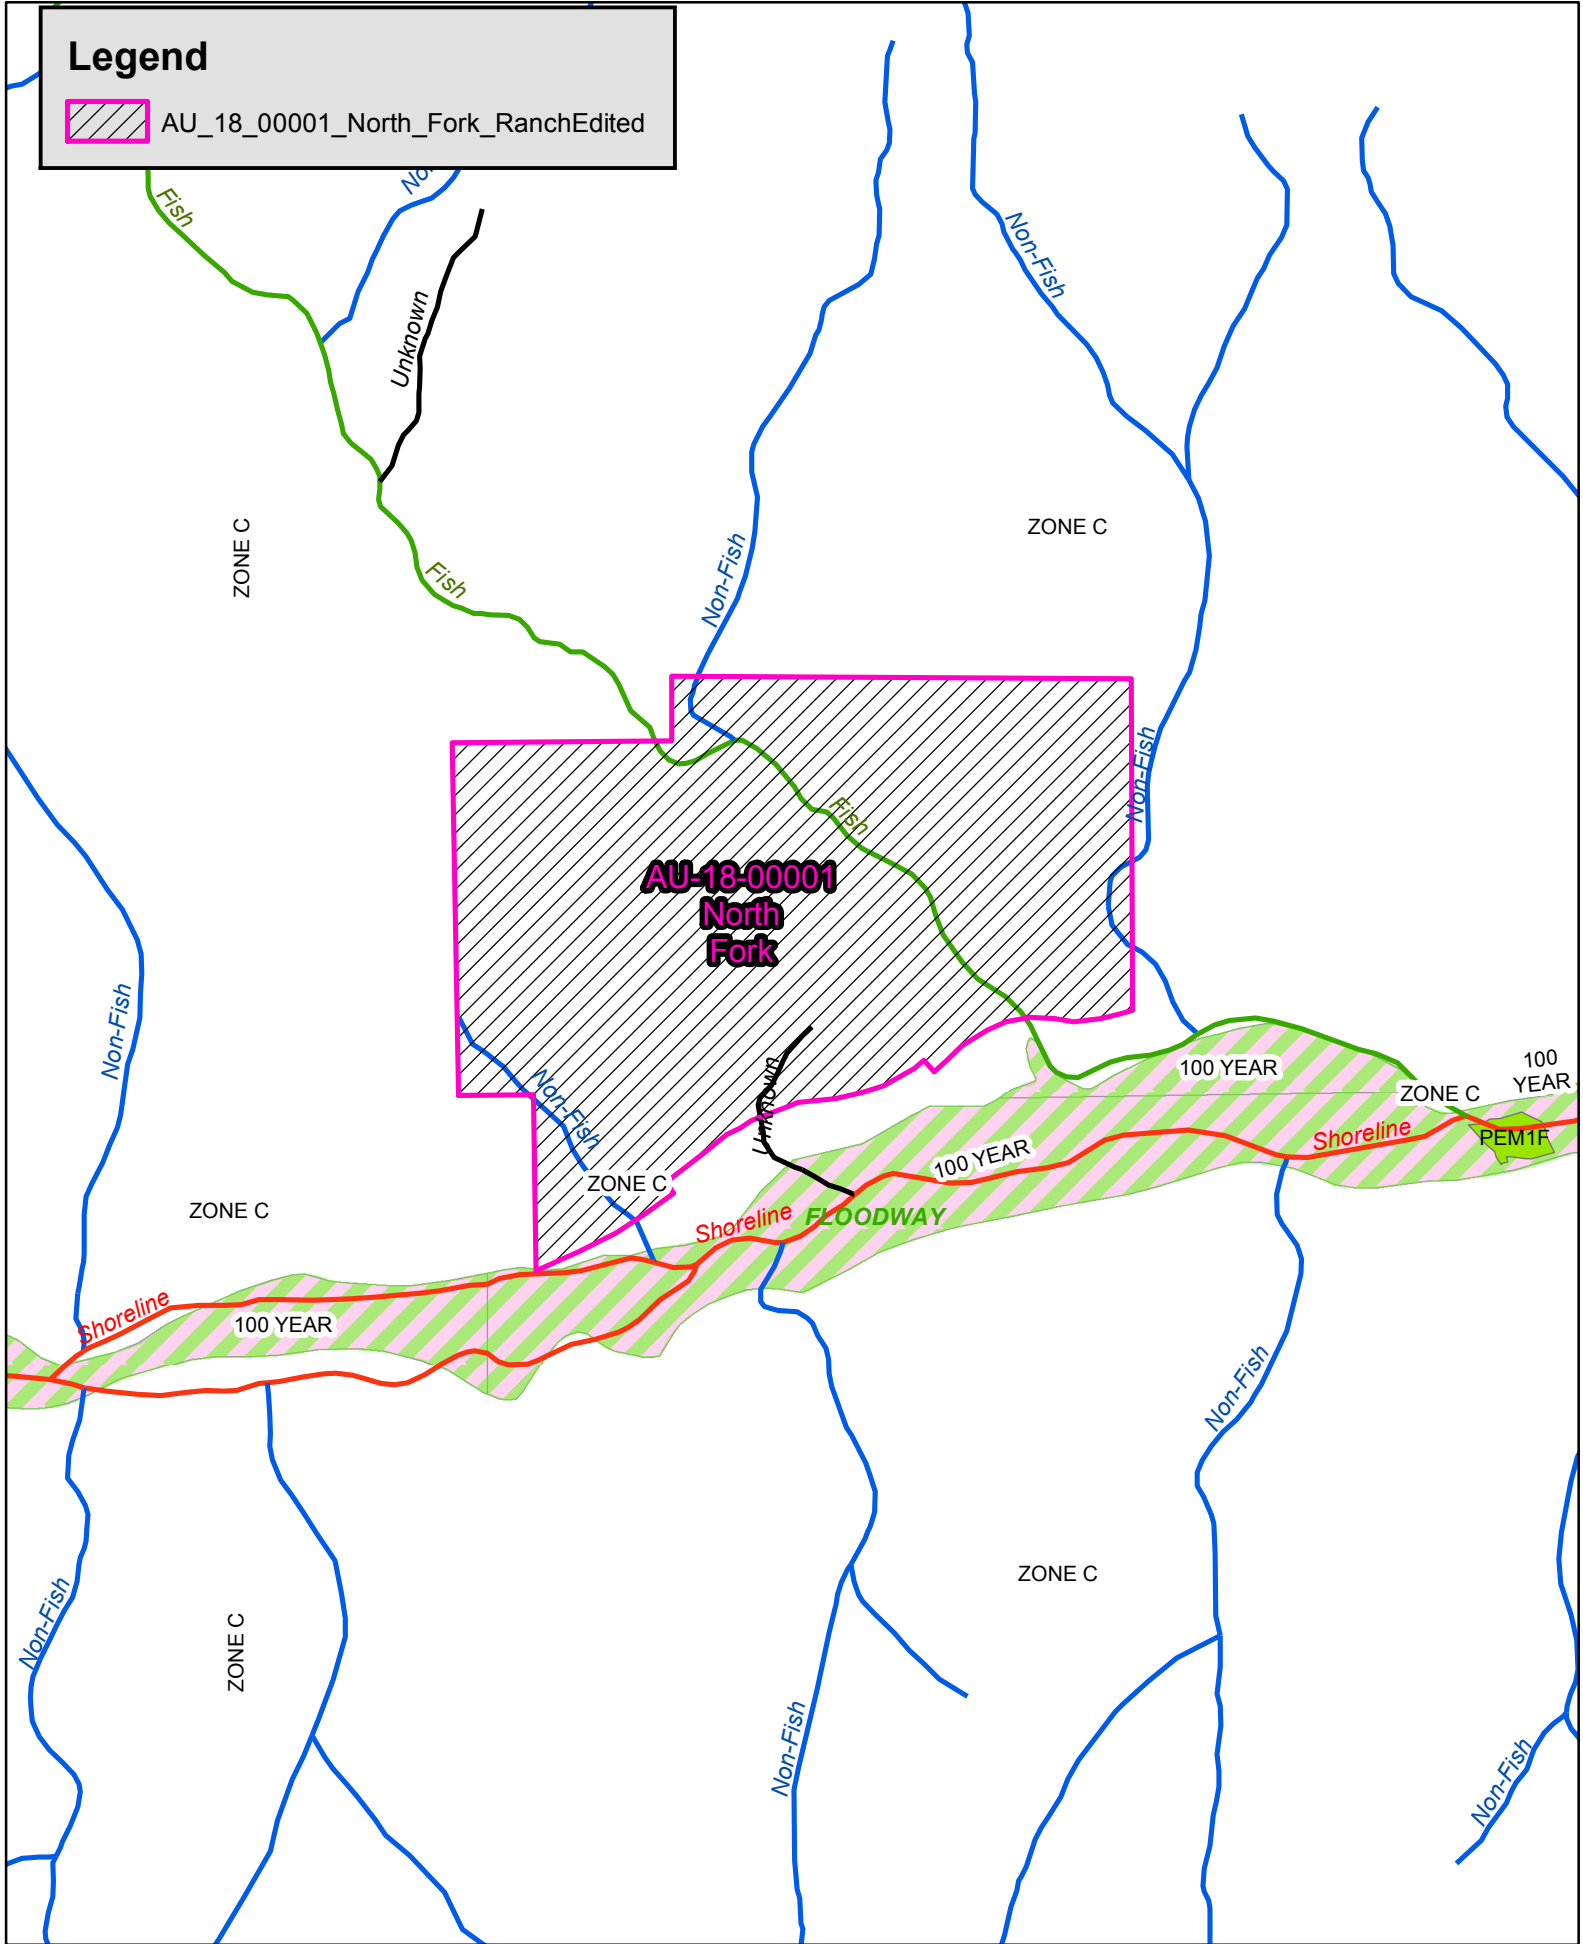 Legend
AU_18_00001_North_Fork_RanchEdited
Fish
Non-Fish
Unknown
ZONE C
ZONE C
Fish
Non-Fish
Non-Fish
Fish
AU-18-00001
North
Fork
Non-Fish
Non-Fish
Unknown
100 YEAR
100
YEAR
ZONE C
Non-Fish
PEM1F
Shoreline
100 YEAR
ZONE C
ZONE C
Shoreline
FLOODWAY
Shoreline
100 YEAR
Non-Fish
ZONE C
Non-Fish
ZONE C
Non-Fish
Non-Fish